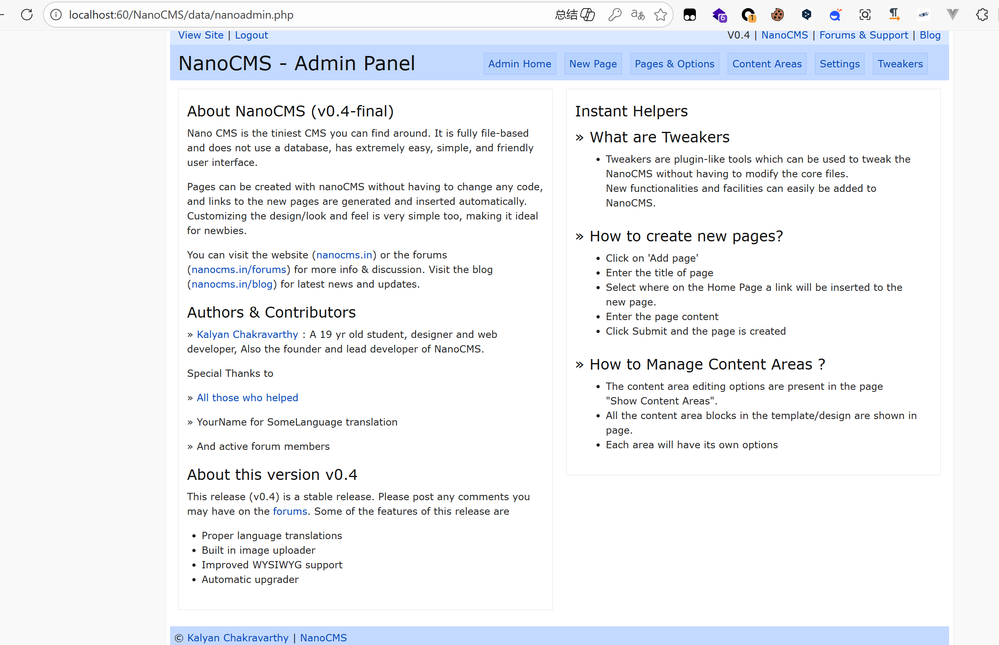 localhost:60/NanoCMS/data/nanoadmin.php
总结
aあ
6
1
View Site | Logout
V0.4 | NanoCMS | Forums & Support | Blog
NanoCMS - Admin Panel
Admin Home
New Page
Pages & Options
Content Areas
Settings
Tweakers
About NanoCMS (v0.4-final)
Nano CMS is the tiniest CMS you can find around. It is fully file-based
and does not use a database, has extremely easy, simple, and friendly
user interface.
Pages can be created with nanoCMS without having to change any code,
and links to the new pages are generated and inserted automatically.
Customizing the design/look and feel is very simple too, making it ideal
for newbies.
You can visit the website (nanocms.in) or the forums
(nanocms.in/forums) for more info & discussion. Visit the blog
(nanocms.in/blog) for latest news and updates.
Authors & Contributors
» Kalyan Chakravarthy : A 19 yr old student, designer and web
developer, Also the founder and lead developer of NanoCMS.
Special Thanks to
» All those who helped
» YourName for SomeLanguage translation
» And active forum members
About this version v0.4
This release (v0.4) is a stable release. Please post any comments you
may have on the forums. Some of the features of this release are
• Proper language translations
• Built in image uploader
• Improved WYSIWYG support
• Automatic upgrader
Instant Helpers
» What are Tweakers
• Tweakers are plugin-like tools which can be used to tweak the
NanoCMS without having to modify the core files.
New functionalities and facilities can easily be added to
NanoCMS.
» How to create new pages?
• Click on 'Add page'
• Enter the title of page
• Select where on the Home Page a link will be inserted to the
new page.
• Enter the page content
• Click Submit and the page is created
» How to Manage Content Areas ?
• The content area editing options are present in the page
"Show Content Areas".
• All the content area blocks in the template/design are shown in
page.
• Each area will have its own options
© Kalyan Chakravarthy | NanoCMS